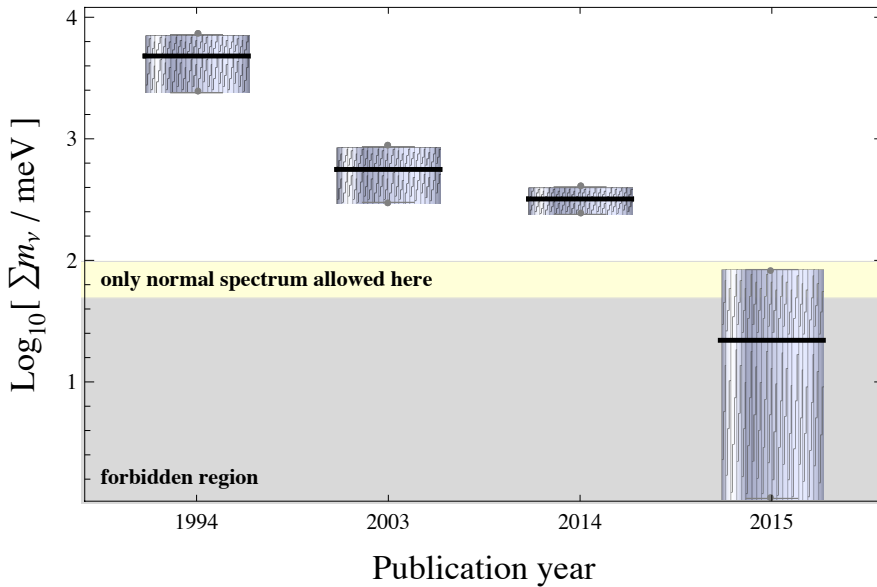 4
3
2
1
Log10[ ∑mν / meV ]
only normal spectrum allowed here
forbidden region
1994 2003 2014 2015
Publication year